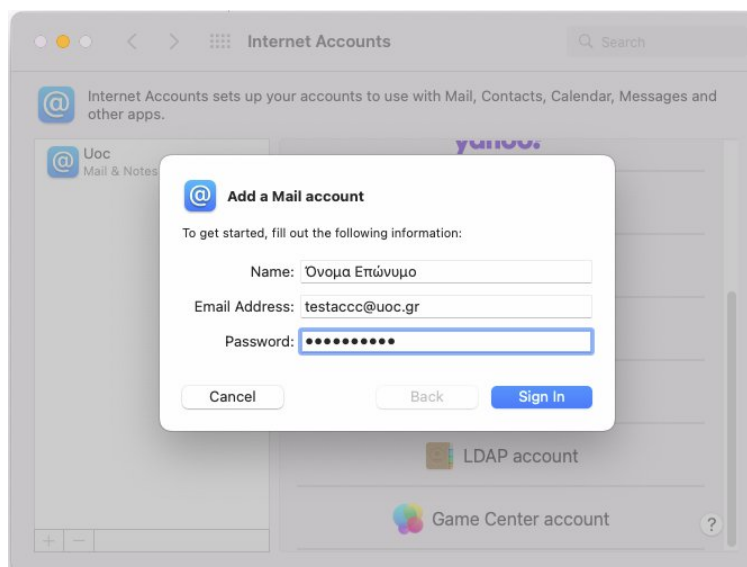 Internet Accounts
Search
Internet Accounts sets up your accounts to use with Mail, Contacts, Calendar, Messages and
other apps.
Uoc
Mail & Notes
yahoo!
Add a Mail account
To get started, fill out the following information:
Name: Όνομα Επώνυμο
Email Address: testaccc@uoc.gr
Password: ••••••••••
Cancel
Back
Sign In
LDAP account
Game Center account
?